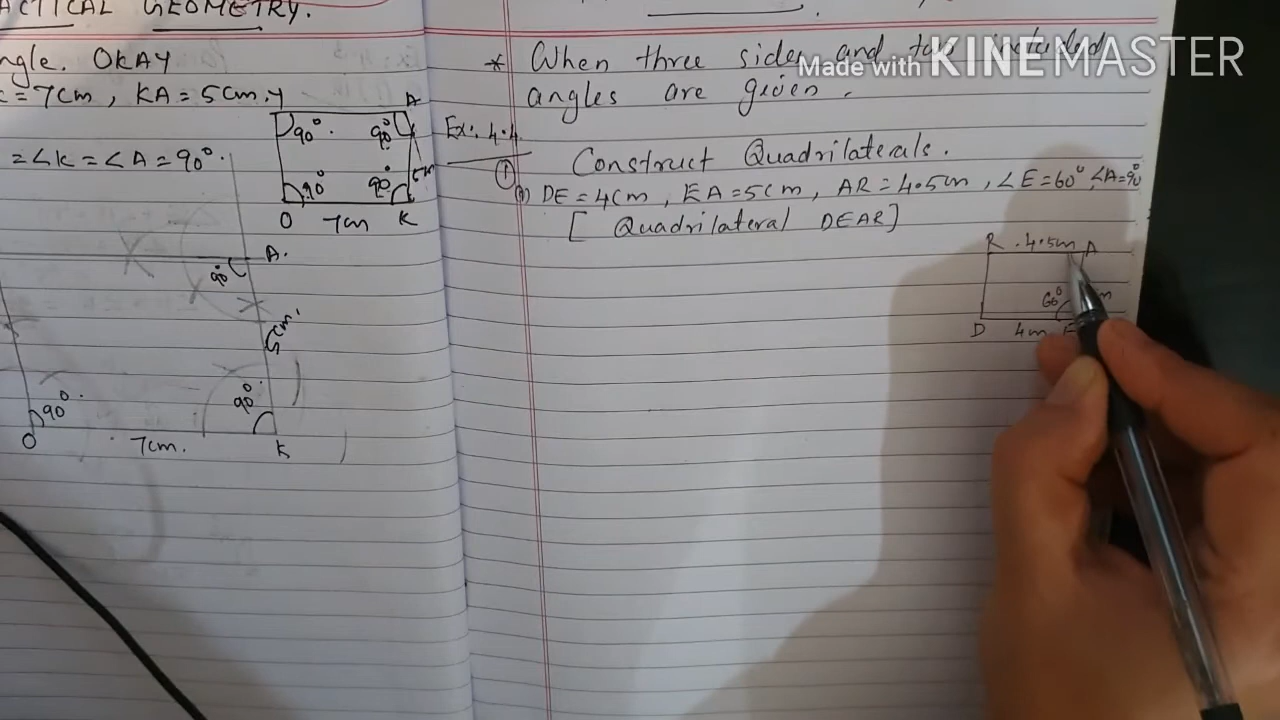 ACTICAL GEOMETRY.
ngle. OKAY
= 7cm, KA = 5cm.y
= ∠K = ∠A = 90°.
A
90°. 90°
5cm
90° 90°
O 7cm K
A.
90°
5cm.
90° 90°.
O 7cm. K
Made with KINEMASTER
* When three sides and two included
angles are given.
Ex: 4.4
① Construct Quadrilaterals.
DE = 4cm, EA = 5cm, AR = 4.5cm, ∠E = 60°, ∠A = 90°
[ Quadrilateral DEAR ]
R . 4.5cm A
60°
D 4cm E